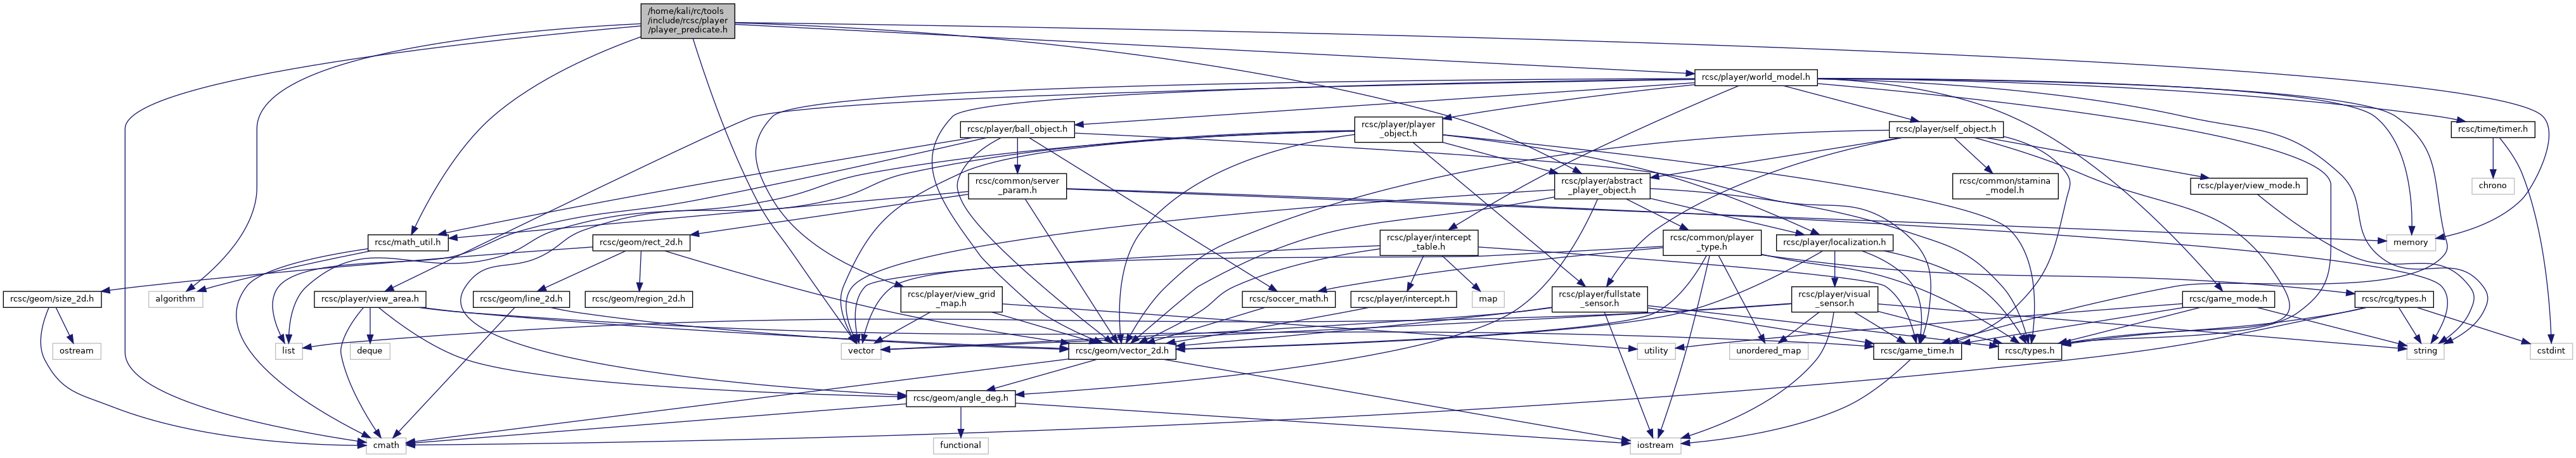 /home/kali/rc/tools
/include/rcsc/player
/player_predicate.h
rcsc/player/world_model.h
rcsc/player/ball_object.h
rcsc/player/player
_object.h
rcsc/player/self_object.h
rcsc/time/timer.h
rcsc/common/server
_param.h
rcsc/player/abstract
_player_object.h
rcsc/common/stamina
_model.h
rcsc/player/view_mode.h
chrono
rcsc/math_util.h
rcsc/geom/rect_2d.h
rcsc/player/intercept
_table.h
rcsc/common/player
_type.h
rcsc/player/localization.h
memory
rcsc/geom/size_2d.h
algorithm
rcsc/player/view_area.h
rcsc/geom/line_2d.h
rcsc/geom/region_2d.h
rcsc/player/view_grid
_map.h
rcsc/soccer_math.h
rcsc/player/intercept.h
map
rcsc/player/fullstate
_sensor.h
rcsc/player/visual
_sensor.h
rcsc/game_mode.h
rcsc/rcg/types.h
ostream
list
deque
vector
rcsc/geom/vector_2d.h
utility
unordered_map
rcsc/game_time.h
rcsc/types.h
string
cstdint
rcsc/geom/angle_deg.h
cmath
functional
iostream